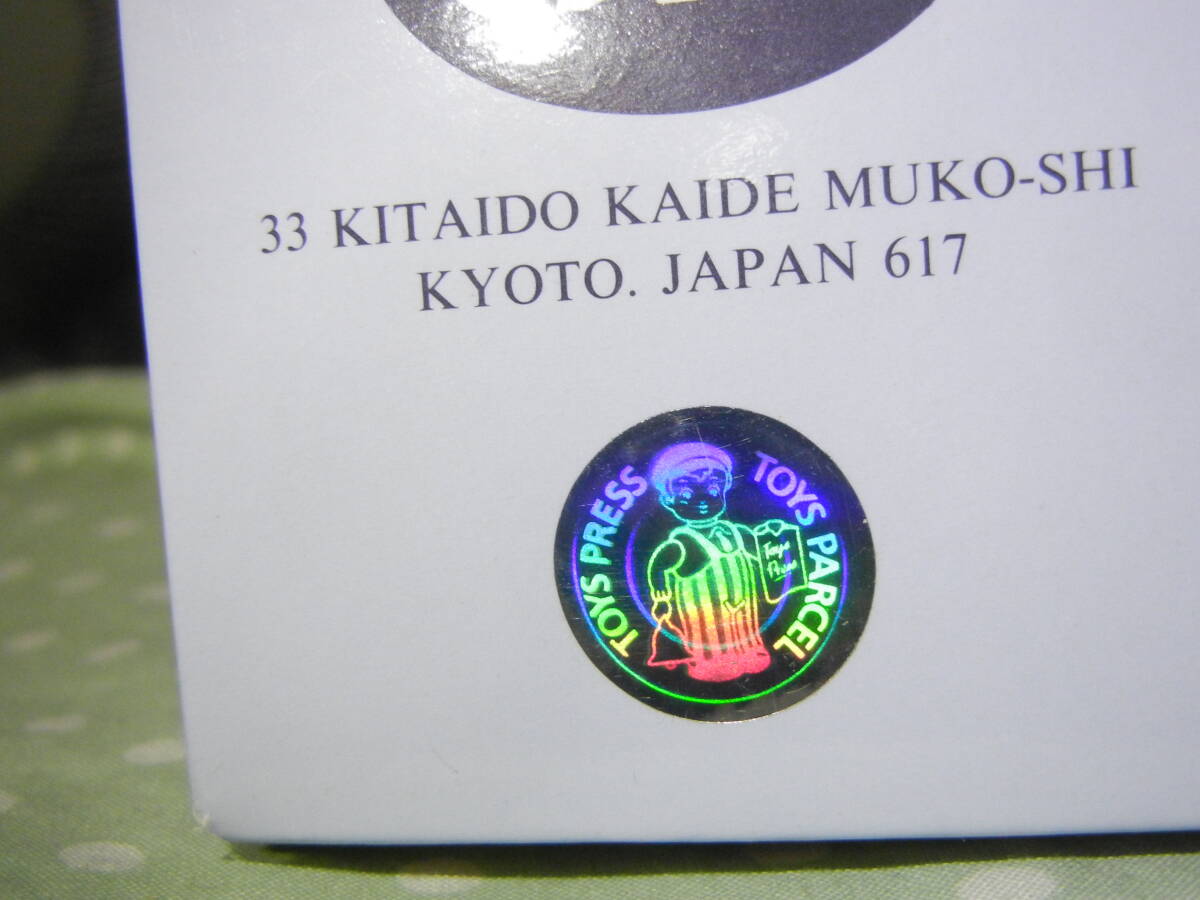 33 KITAIDO KAIDE MUKO-SHI
KYOTO. JAPAN 617
TOYS PRESS
TOYS PARCEL
Toys
Press